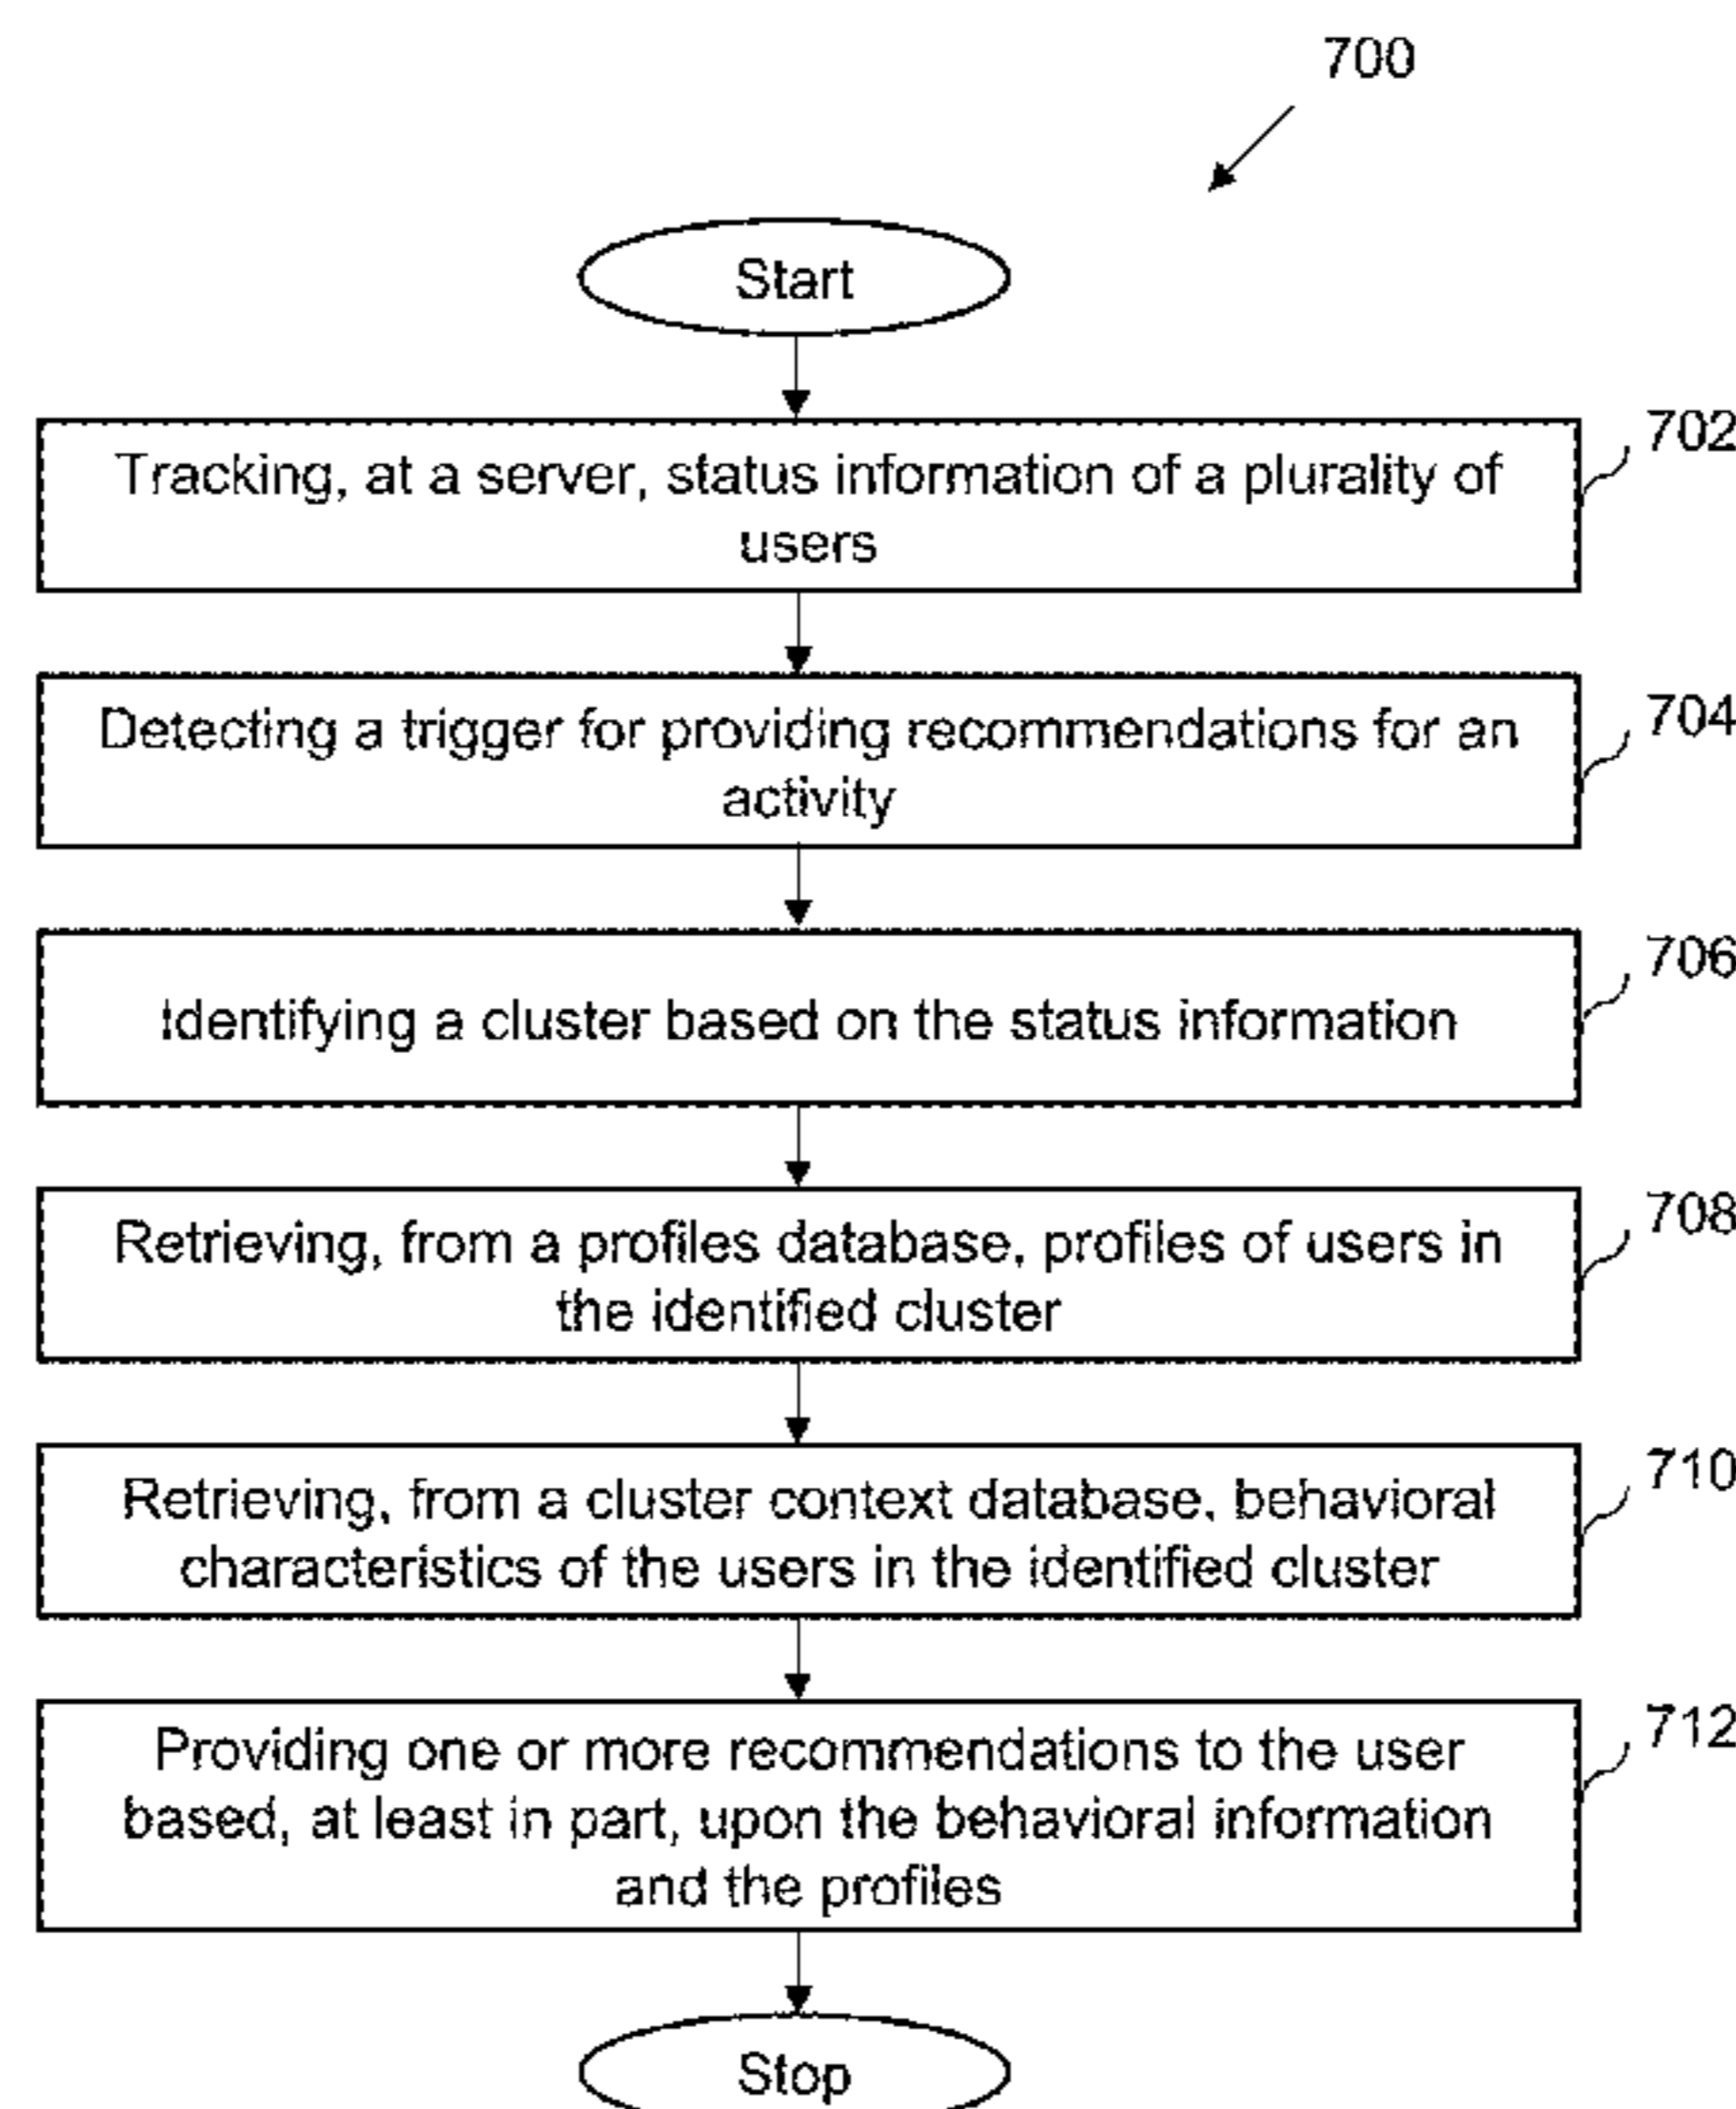 700
Start
702
Tracking, at a server, status information of a plurality of
users
704
Detecting a trigger for providing recommendations for an
activity
706
Identifying a cluster based on the status information
708
Retrieving, from a profiles database, profiles of users in
the identified cluster
710
Retrieving, from a cluster context database, behavioral
characteristics of the users in the identified cluster
712
Providing one or more recommendations to the user
based, at least in part, upon the behavioral information
and the profiles
Stop